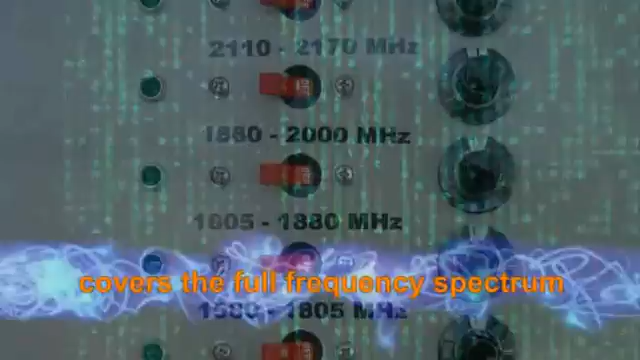 2110 - 2170 MHz
1880 - 2000 MHz
1805 - 1880 MHz
covers the full frequency spectrum
- 1805 MHz